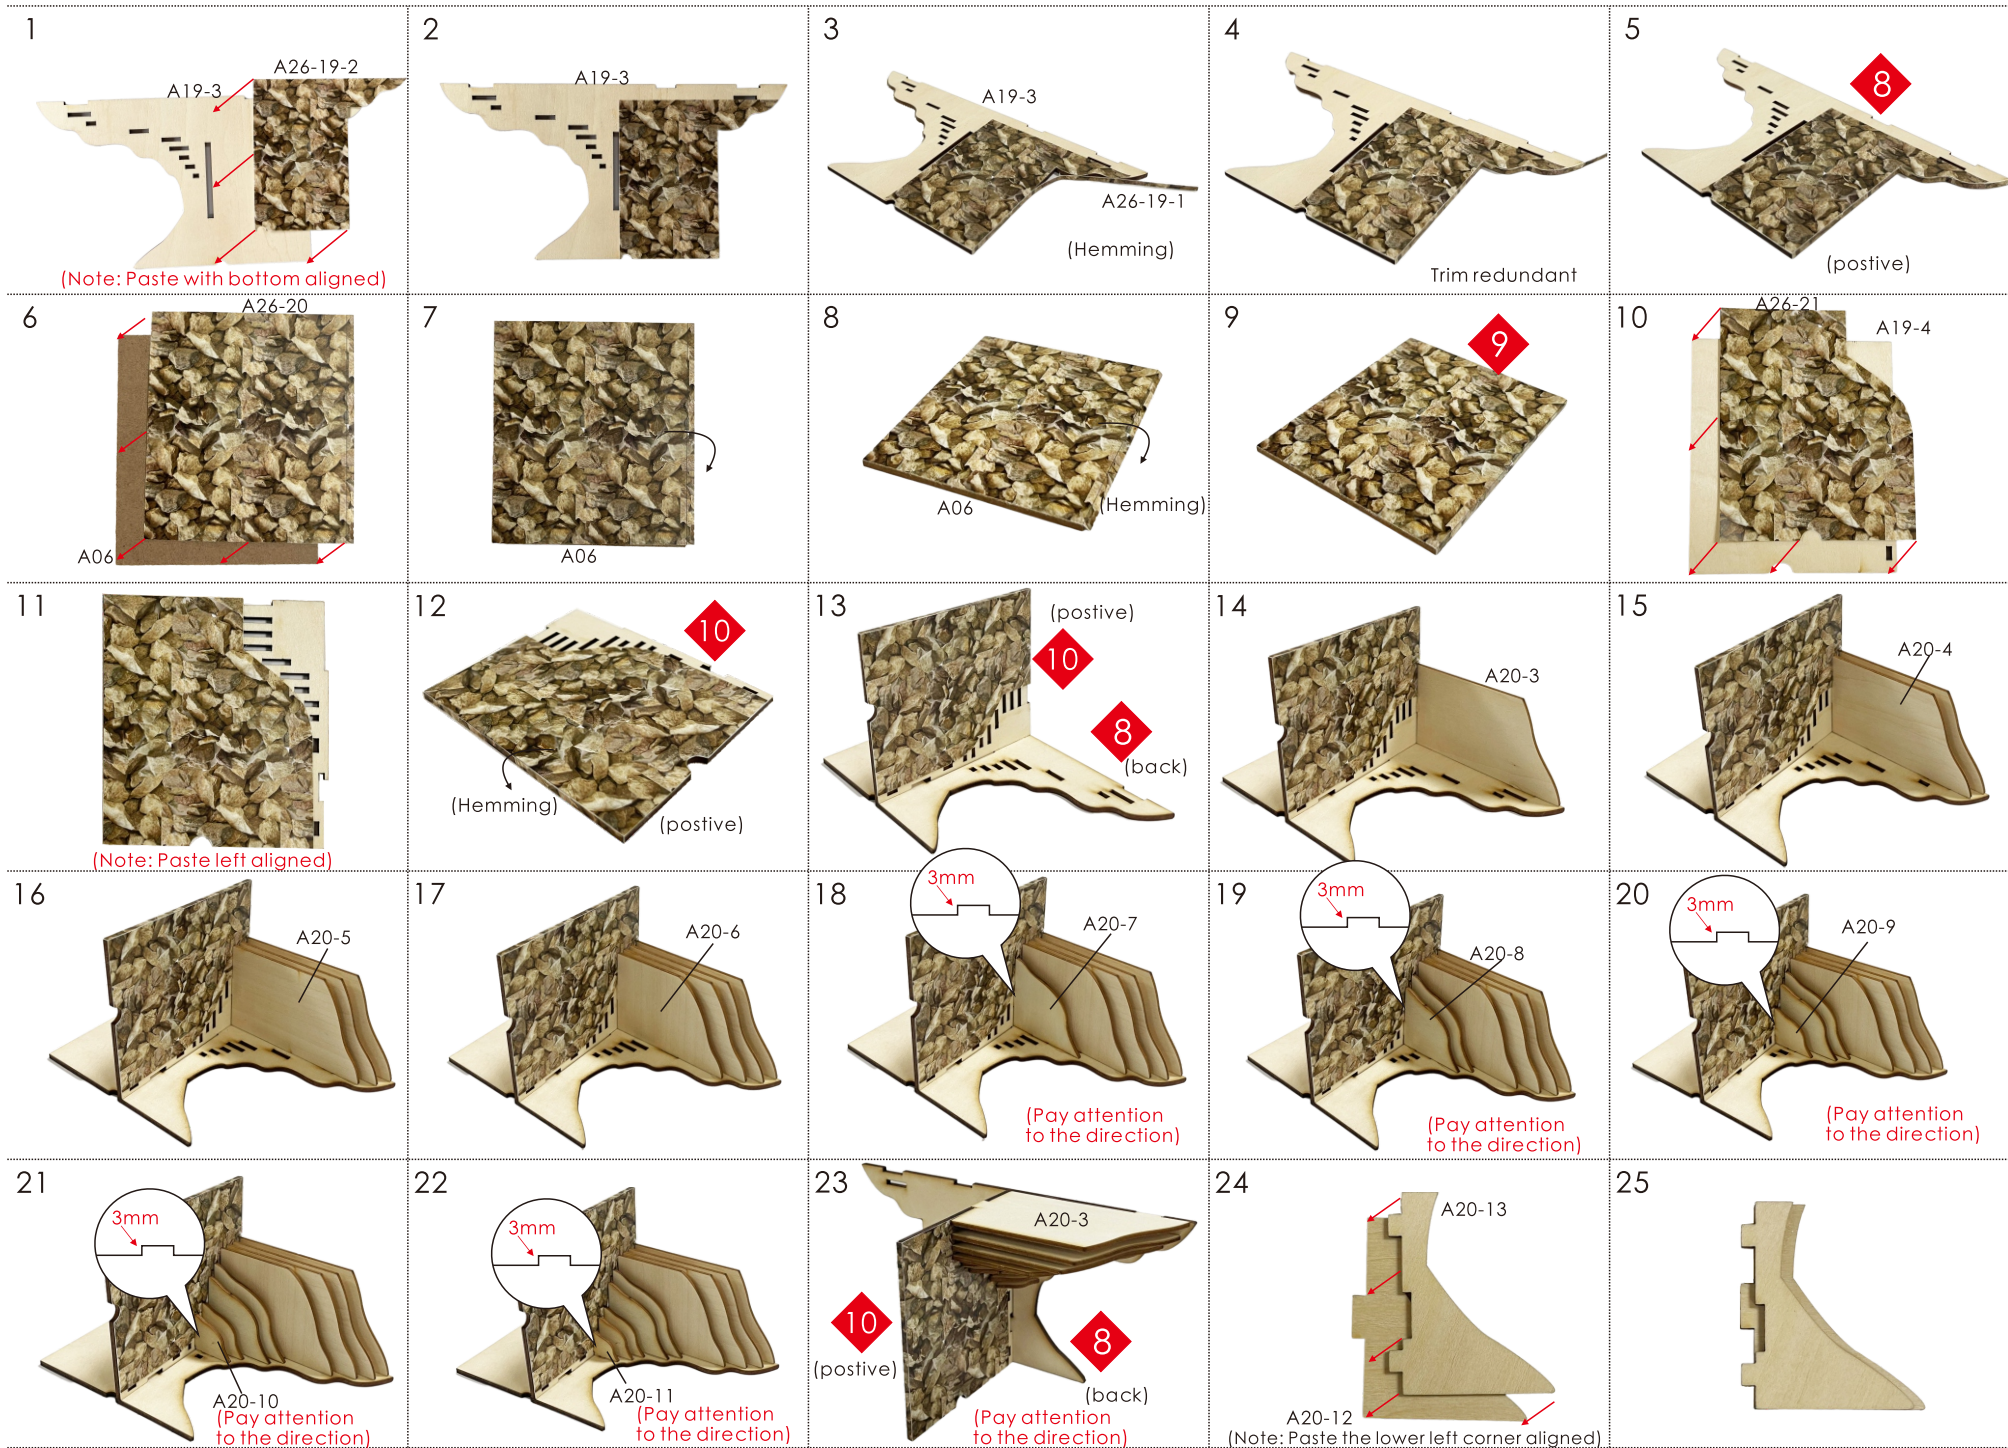 1
A26-19-2
A19-3
(Note: Paste with bottom aligned)
2
A19-3
3
A19-3
A26-19-1
(Hemming)
4
Trim redundant
5
8
(postive)
6
A26-20
A06
7
A06
8
A06
(Hemming)
9
9
10
A26-21
A19-4
11
(Note: Paste left aligned)
12
10
(Hemming)
(postive)
13
(postive)
10
8
(back)
14
A20-3
15
A20-4
16
A20-5
17
A20-6
18
3mm
A20-7
(Pay attention
to the direction)
19
3mm
A20-8
(Pay attention
to the direction)
20
3mm
A20-9
(Pay attention
to the direction)
21
3mm
A20-10
(Pay attention
to the direction)
22
3mm
A20-11
(Pay attention
to the direction)
23
A20-3
10
(postive)
8
(back)
(Pay attention
to the direction)
24
A20-13
A20-12
(Note: Paste the lower left corner aligned)
25